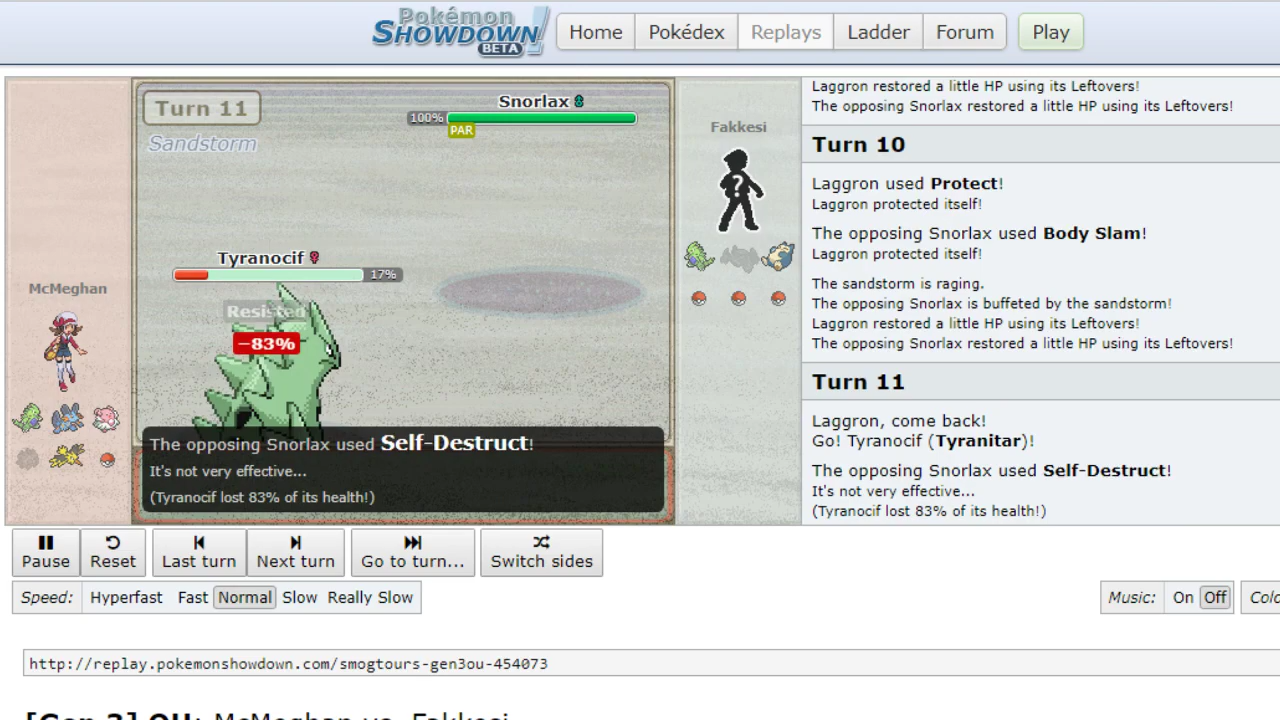 Pokémon
SHOWDOWN!
BETA
Home
Pokédex
Replays
Ladder
Forum
Play
Turn 11
Sandstorm
Snorlax
100%
PAR
Tyranocif
17%
Resisted
−83%
The opposing Snorlax used Self-Destruct!
It's not very effective...
(Tyranocif lost 83% of its health!)
McMeghan
Fakkesi
?
Laggron restored a little HP using its Leftovers!
The opposing Snorlax restored a little HP using its Leftovers!
Turn 10
Laggron used Protect!
Laggron protected itself!
The opposing Snorlax used Body Slam!
Laggron protected itself!
The sandstorm is raging.
The opposing Snorlax is buffeted by the sandstorm!
Laggron restored a little HP using its Leftovers!
The opposing Snorlax restored a little HP using its Leftovers!
Turn 11
Laggron, come back!
Go! Tyranocif (Tyranitar)!
The opposing Snorlax used Self-Destruct!
It's not very effective...
(Tyranocif lost 83% of its health!)
Pause
Reset
Last turn
Next turn
Go to turn...
Switch sides
Speed:
Hyperfast
Fast
Normal
Slow
Really Slow
Music:
On
Off
Colo
http://replay.pokemonshowdown.com/smogtours-gen3ou-454073
[Gen 3] OU: McMeghan vs. Fakkesi